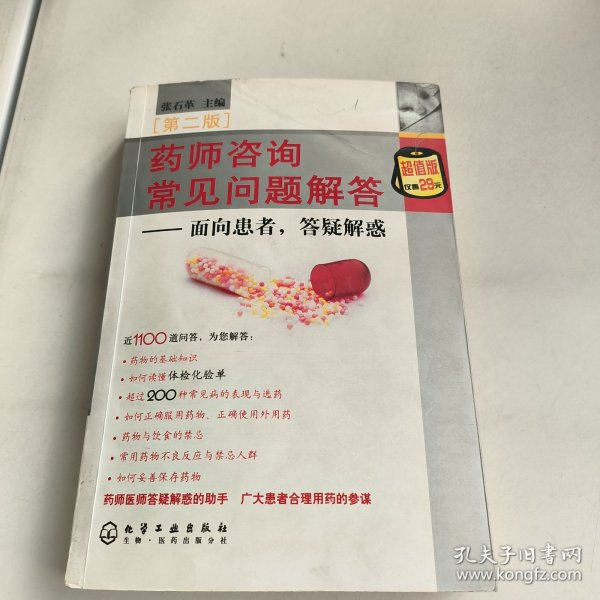 张石革 主编
[第二版]
药师咨询
常见问题解答
——面向患者，答疑解惑
超值版
仅售29元
近1100道问答，为您解答：
·药物的基础知识
·如何读懂体检化验单
·超过200种常见病的表现与选药
·如何正确服用药物、正确使用外用药
·药物与饮食的禁忌
·常用药物不良反应与禁忌人群
·如何妥善保存药物
药师医师答疑解惑的助手 广大患者合理用药的参谋
化学工业出版社
生物·医药出版分社
孔夫子旧书网
www.kongfz.com